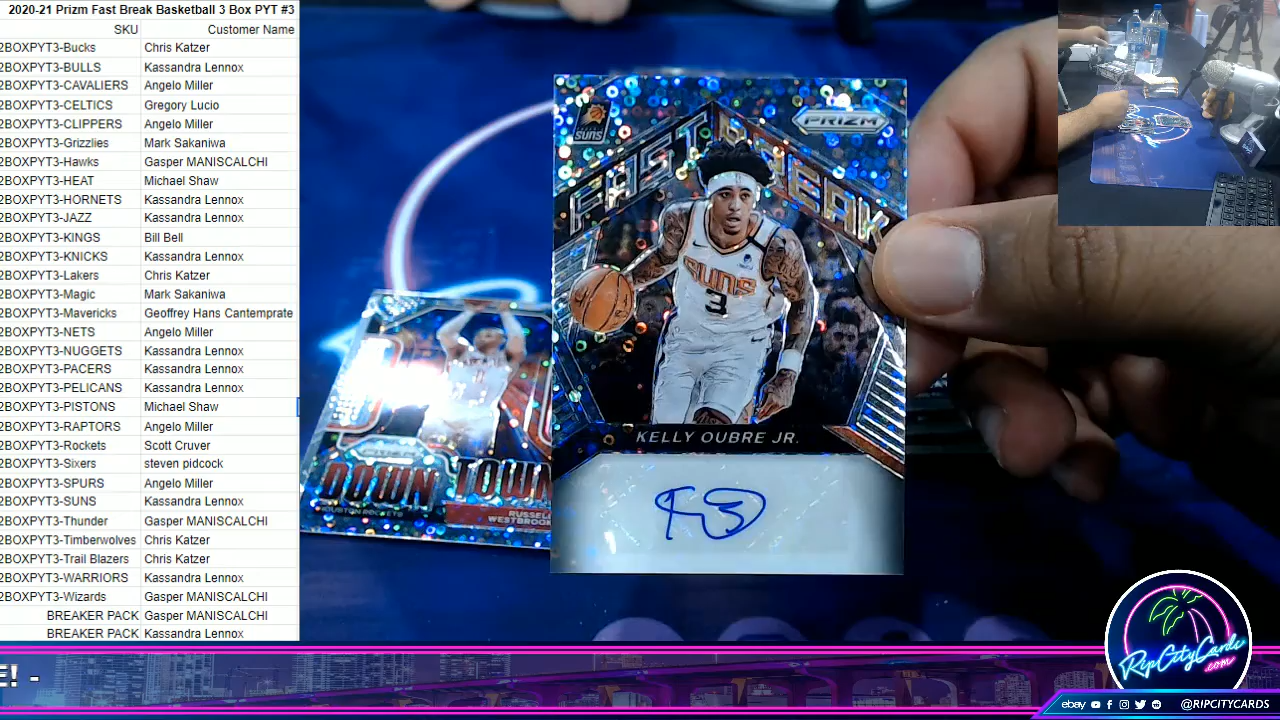 2020-21 Prizm Fast Break Basketball 3 Box PYT #3
SKU Customer Name
2BOXPYT3-Bucks Chris Katzer
2BOXPYT3-BULLS Kassandra Lennox
2BOXPYT3-CAVALIERS Angelo Miller
2BOXPYT3-CELTICS Gregory Lucio
2BOXPYT3-CLIPPERS Angelo Miller
2BOXPYT3-Grizzlies Mark Sakaniwa
2BOXPYT3-Hawks Gasper MANISCALCHI
2BOXPYT3-HEAT Michael Shaw
2BOXPYT3-HORNETS Kassandra Lennox
2BOXPYT3-JAZZ Kassandra Lennox
2BOXPYT3-KINGS Bill Bell
2BOXPYT3-KNICKS Kassandra Lennox
2BOXPYT3-Lakers Chris Katzer
2BOXPYT3-Magic Mark Sakaniwa
2BOXPYT3-Mavericks Geoffrey Hans Cantemprate
2BOXPYT3-NETS Angelo Miller
2BOXPYT3-NUGGETS Kassandra Lennox
2BOXPYT3-PACERS Kassandra Lennox
2BOXPYT3-PELICANS Kassandra Lennox
2BOXPYT3-PISTONS Michael Shaw
2BOXPYT3-RAPTORS Angelo Miller
2BOXPYT3-Rockets Scott Cruver
2BOXPYT3-Sixers steven pidcock
2BOXPYT3-SPURS Angelo Miller
2BOXPYT3-SUNS Kassandra Lennox
2BOXPYT3-Thunder Gasper MANISCALCHI
2BOXPYT3-Timberwolves Chris Katzer
2BOXPYT3-Trail Blazers Chris Katzer
2BOXPYT3-WARRIORS Kassandra Lennox
2BOXPYT3-Wizards Gasper MANISCALCHI
BREAKER PACK Gasper MANISCALCHI
BREAKER PACK Kassandra Lennox
SUNS
PRIZM
FAST BREAK
SUNS
3
KELLY OUBRE JR.
DOWN TOWN
HOUSTON ROCKETS
RUSSELL
WESTBROOK
E! -
RipCityCards
.com
ebay @RIPCITYCARDS